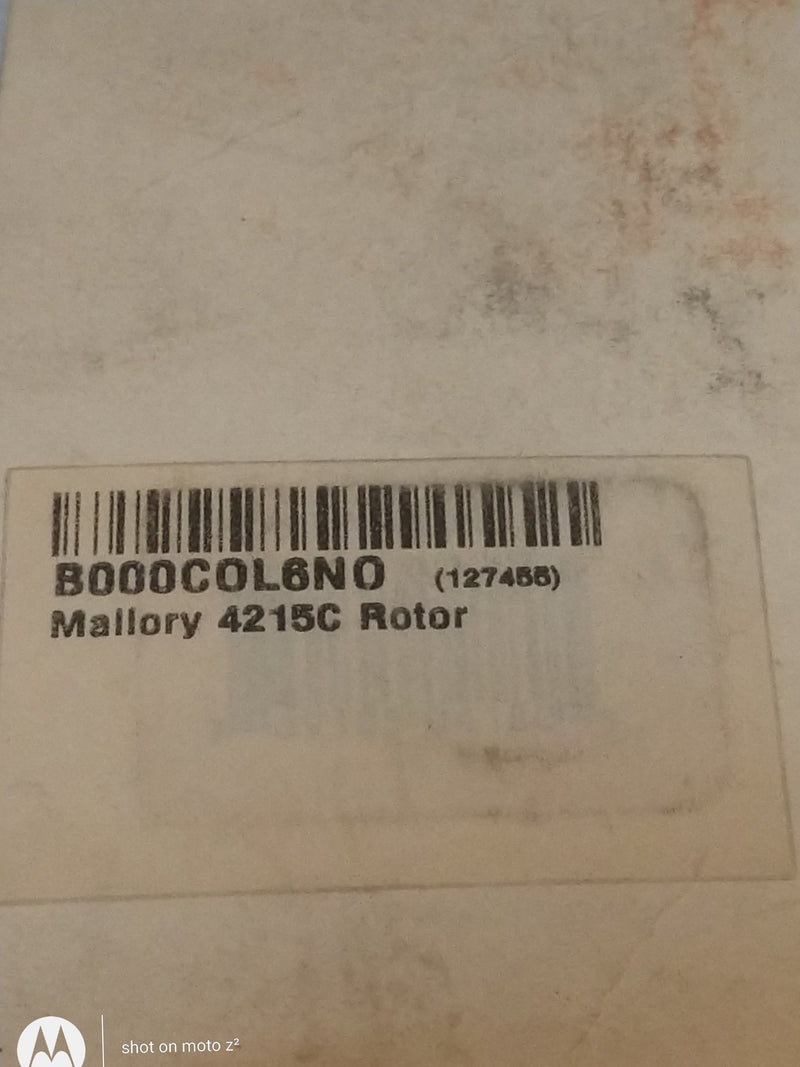 B000COL6NO (127455)
Mallory 4215C Rotor
shot on moto z²